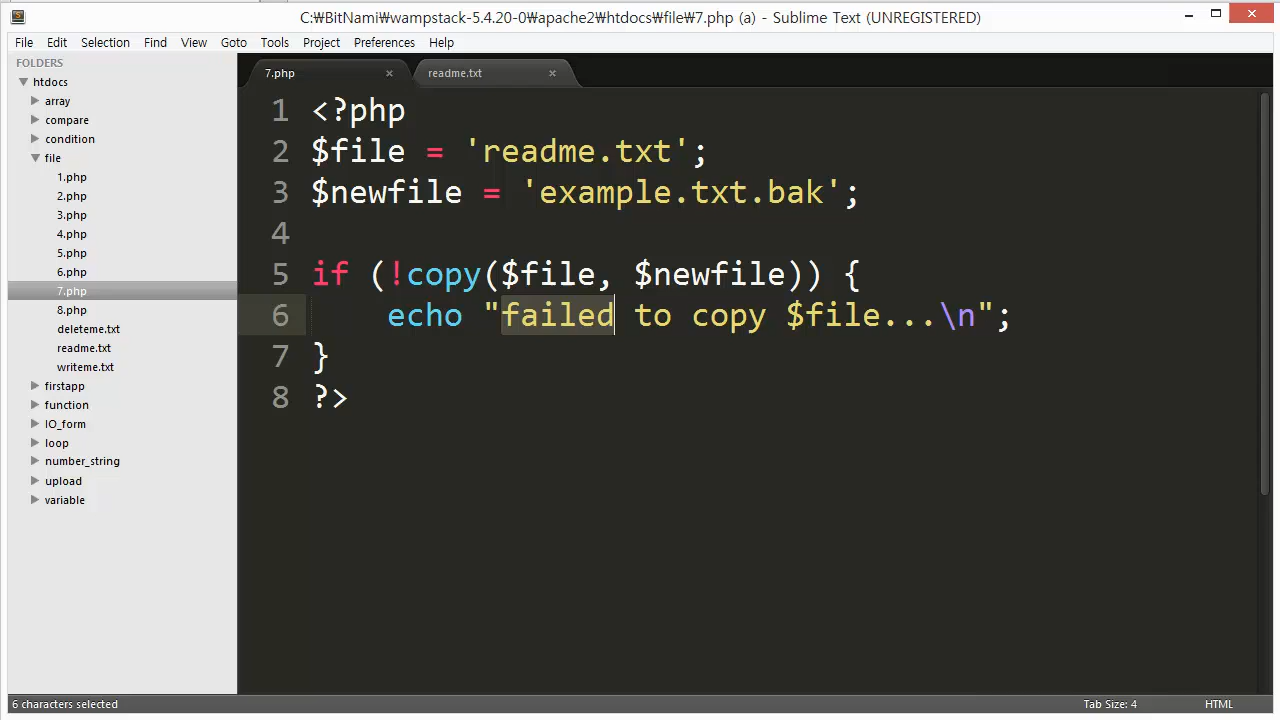 C:₩BitNami₩wampstack-5.4.20-0₩apache2₩htdocs₩file₩7.php (a) - Sublime Text (UNREGISTERED)
File Edit Selection Find View Goto Tools Project Preferences Help
FOLDERS
htdocs
array
compare
condition
file
1.php
2.php
3.php
4.php
5.php
6.php
7.php
8.php
deleteme.txt
readme.txt
writeme.txt
firstapp
function
IO_form
loop
number_string
upload
variable
7.php × readme.txt ×
1 <?php
2 $file = 'readme.txt';
3 $newfile = 'example.txt.bak';
4
5 if (!copy($file, $newfile)) {
6     echo "failed to copy $file...\n";
7 }
8 ?>
6 characters selected Tab Size: 4 HTML